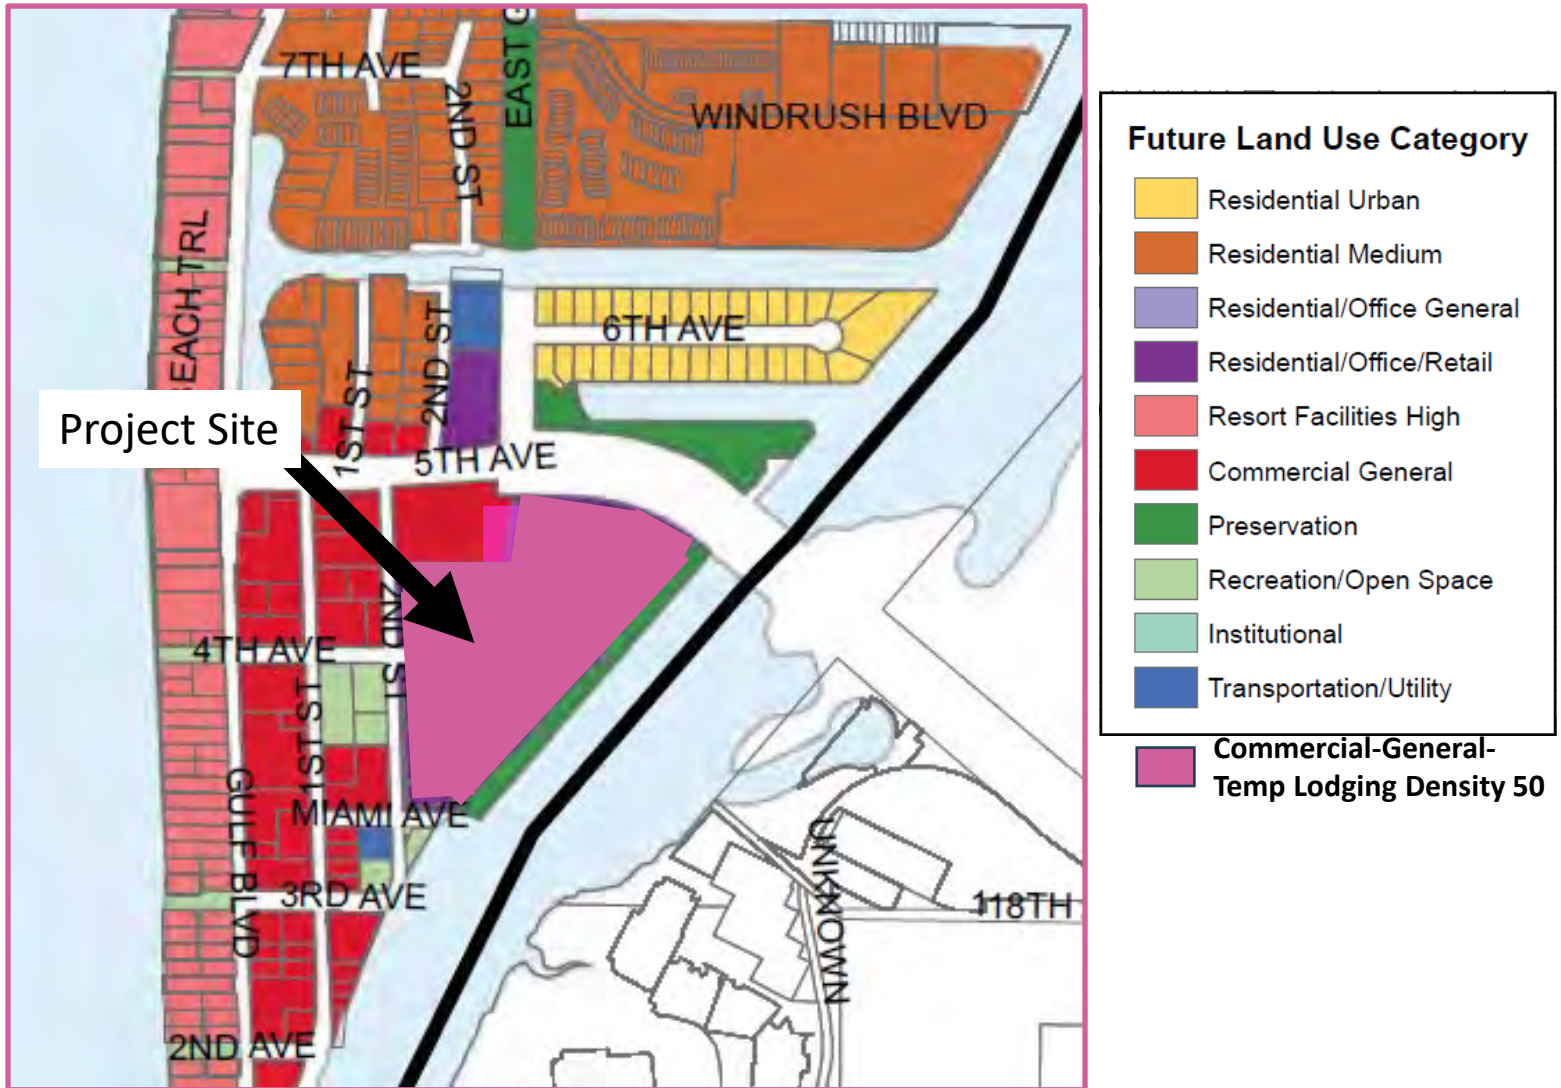 7TH AVE
2ND ST
EAST G
WINDRUSH BLVD
EACH TRL
6TH AVE
2ND ST
1ST ST
Project Site
5TH AVE
2ND ST
4TH AVE
1ST ST
GULF BLVD
MIAMI AVE
3RD AVE
UNKNOWN
118TH
2ND AVE
Future Land Use Category
Residential Urban
Residential Medium
Residential/Office General
Residential/Office/Retail
Resort Facilities High
Commercial General
Preservation
Recreation/Open Space
Institutional
Transportation/Utility
Commercial-General-
Temp Lodging Density 50